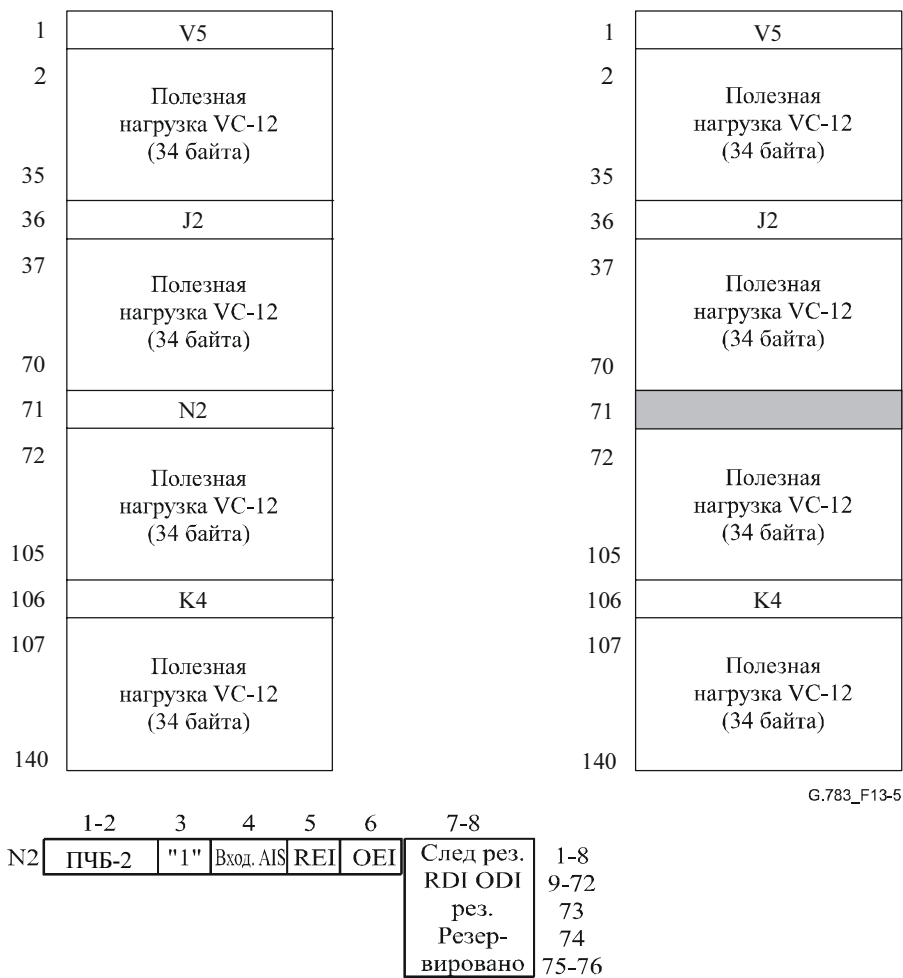 1 V5
2
Полезная
нагрузка VC-12
(34 байта)
35
36 J2
37
Полезная
нагрузка VC-12
(34 байта)
70
71 N2
72
Полезная
нагрузка VC-12
(34 байта)
105
106 K4
107
Полезная
нагрузка VC-12
(34 байта)
140
1 V5
2
Полезная
нагрузка VC-12
(34 байта)
35
36 J2
37
Полезная
нагрузка VC-12
(34 байта)
70
71
72
Полезная
нагрузка VC-12
(34 байта)
105
106 K4
107
Полезная
нагрузка VC-12
(34 байта)
140
G.783_F13-5
1-2 3 4 5 6 7-8
N2 ПЧБ-2 "1" Вход. AIS REI OEI След рез. 1-8
RDI ODI 9-72
рез. 73
Резер- 74
вировано 75-76